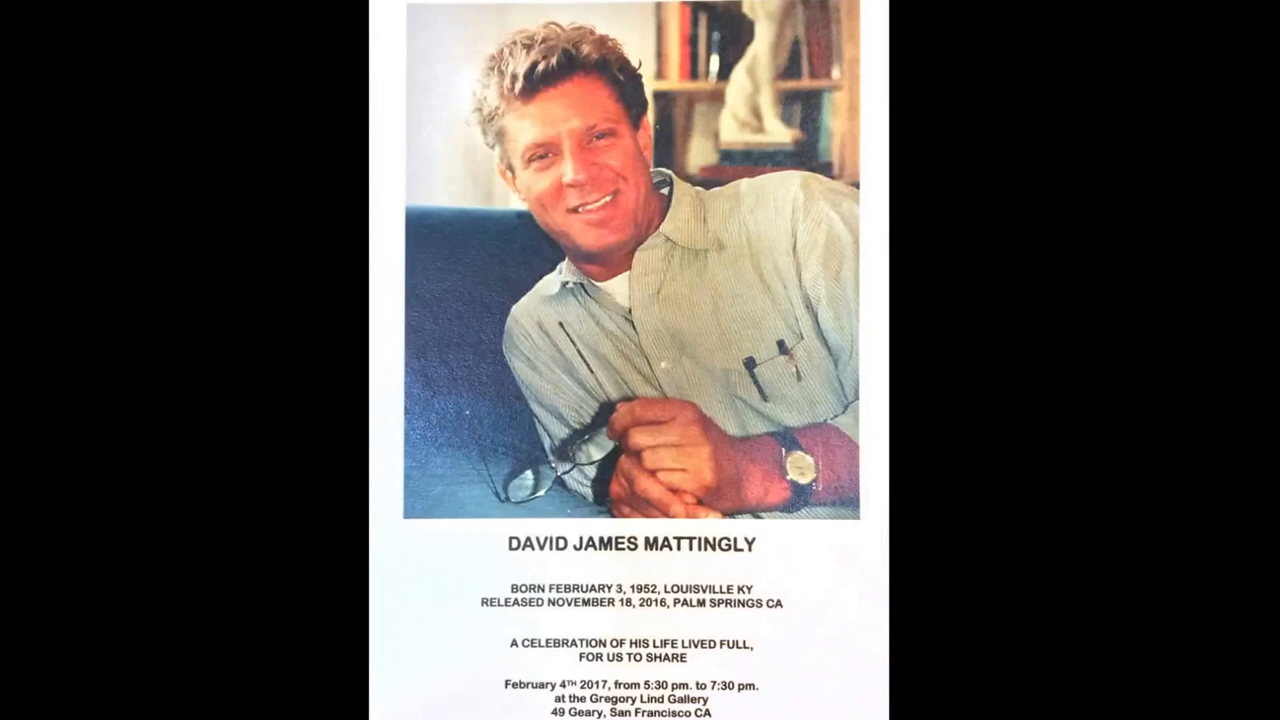 DAVID JAMES MATTINGLY
BORN FEBRUARY 3, 1952, LOUISVILLE KY
RELEASED NOVEMBER 18, 2016, PALM SPRINGS CA
A CELEBRATION OF HIS LIFE LIVED FULL,
FOR US TO SHARE
February 4TH 2017, from 5:30 pm. to 7:30 pm.
at the Gregory Lind Gallery
49 Geary, San Francisco CA